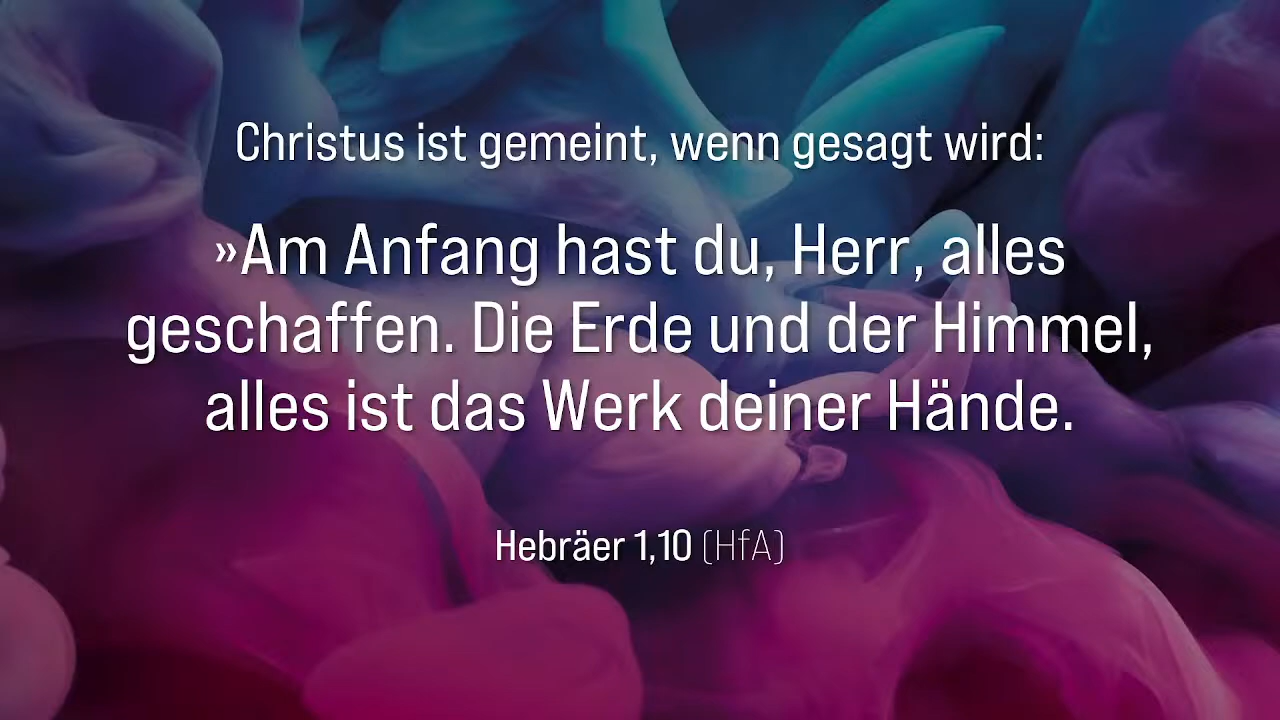 Christus ist gemeint, wenn gesagt wird:
»Am Anfang hast du, Herr, alles
geschaffen. Die Erde und der Himmel,
alles ist das Werk deiner Hände.
Hebräer 1,10 (HfA)